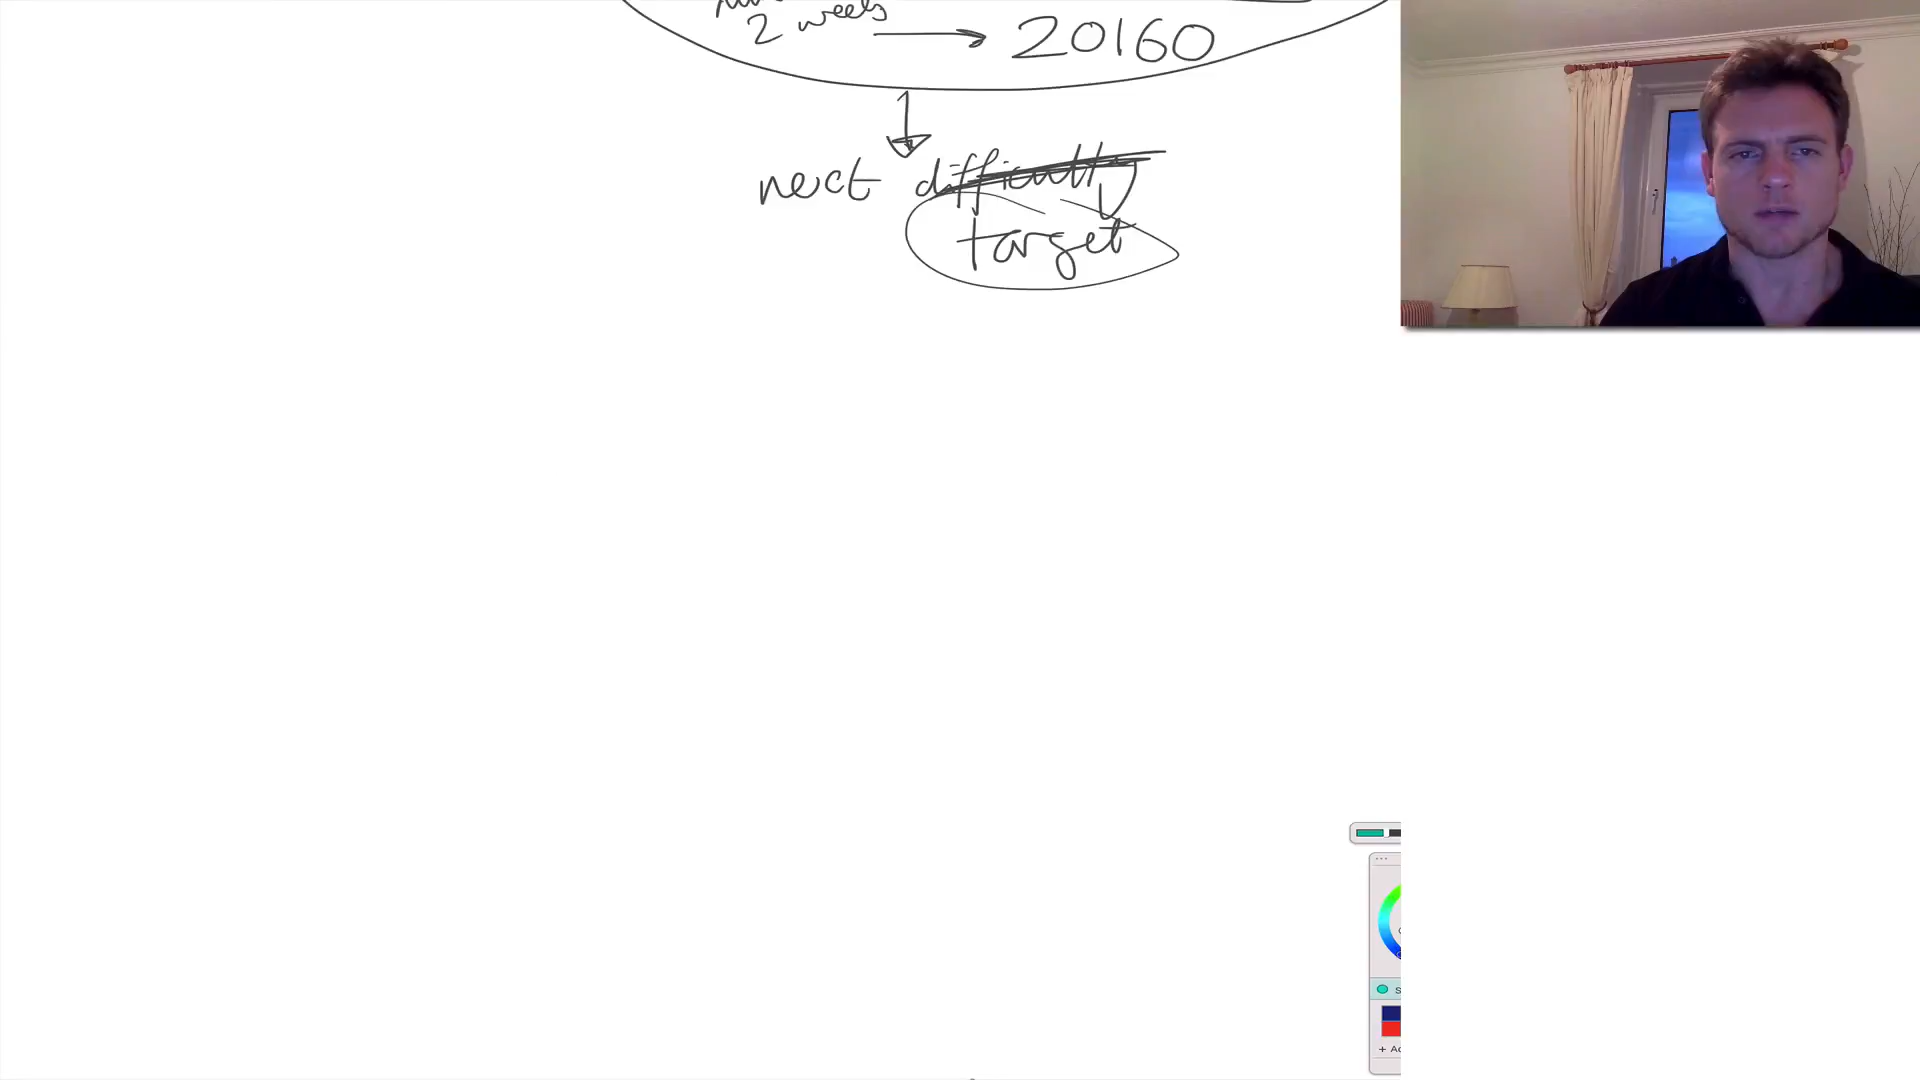 2 weeks → 20160
next difficulty
target